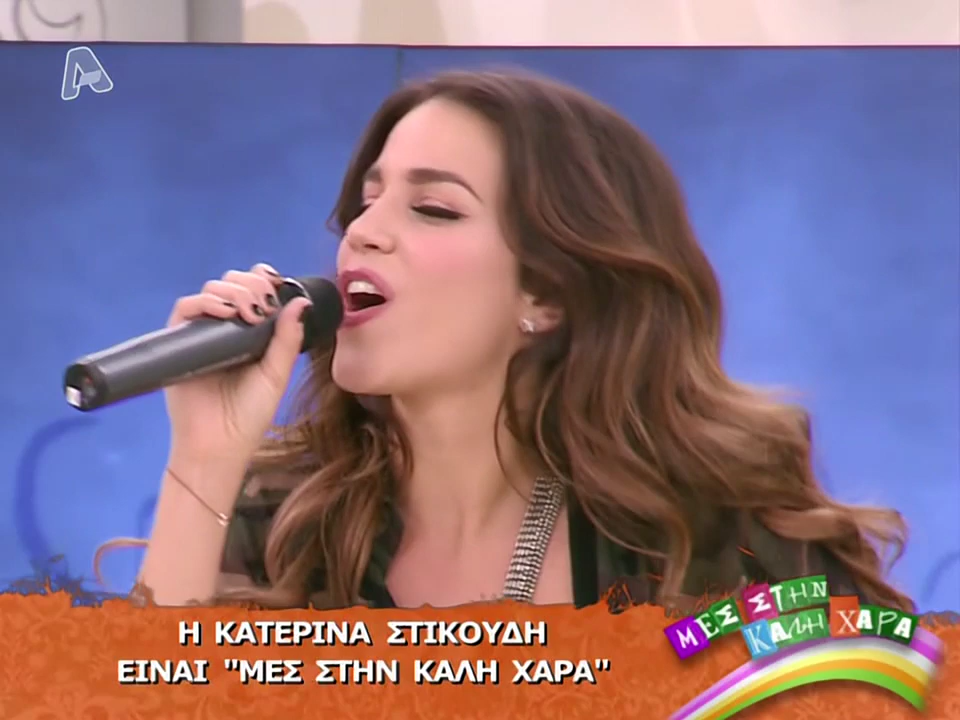 Η ΚΑΤΕΡΙΝΑ ΣΤΙΚΟΥΔΗ
ΕΙΝΑΙ "ΜΕΣ ΣΤΗΝ ΚΑΛΗ ΧΑΡΑ"
ΜΕΣ ΣΤΗΝ
ΚΑΛΗ ΧΑΡΑ